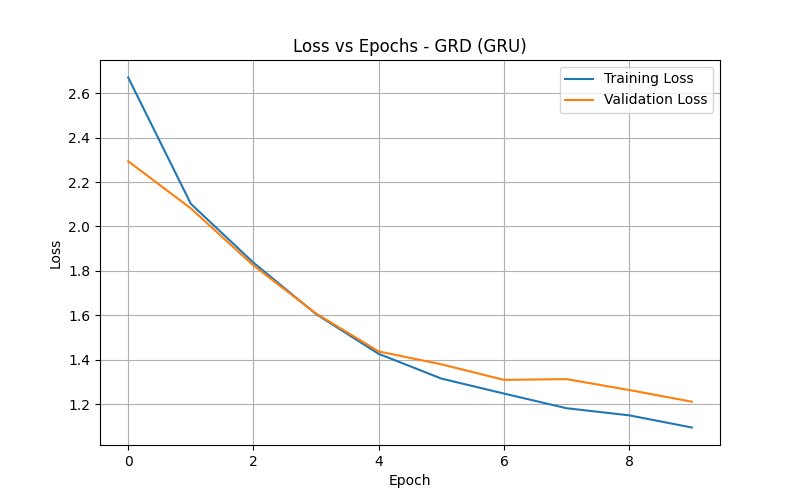 Loss vs Epochs - GRD (GRU)
Training Loss
Validation Loss
2.6
2.4
2.2
2.0
1.8
1.6
1.4
1.2
Loss
0 2 4 6 8
Epoch